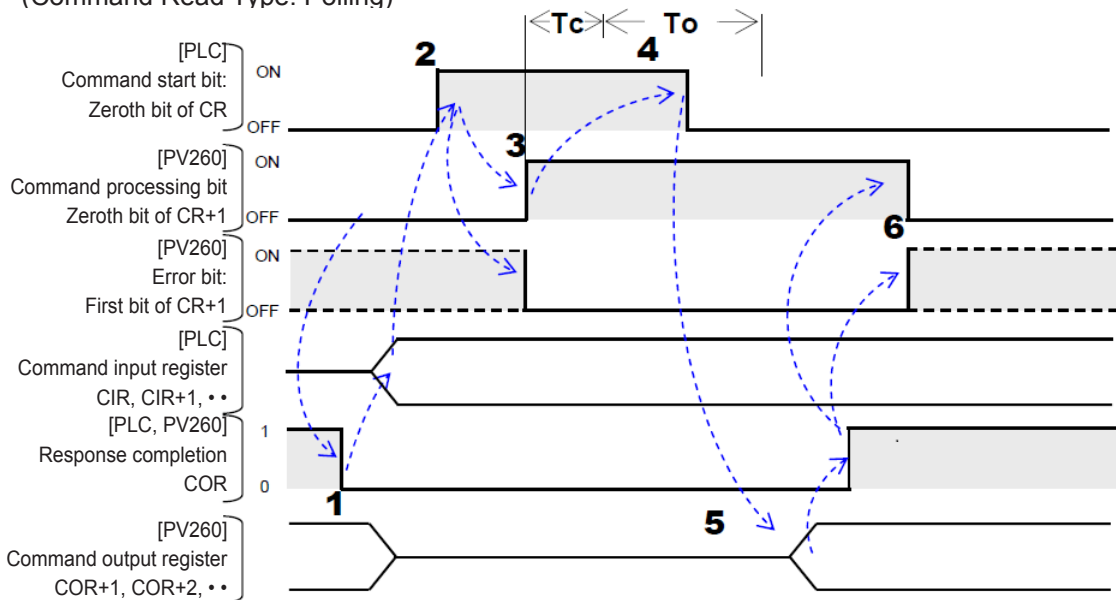 (Command Read Type: Polling)
Tc To
[PLC]
Command start bit:
Zeroth bit of CR
ON
OFF
2
4
[PV260]
Command processing bit
Zeroth bit of CR+1
ON
OFF
3
[PV260]
Error bit:
First bit of CR+1
ON
OFF
6
[PLC]
Command input register
CIR, CIR+1, • •
[PLC, PV260]
Response completion
COR
1
0
1
[PV260]
Command output register
COR+1, COR+2, • •
5